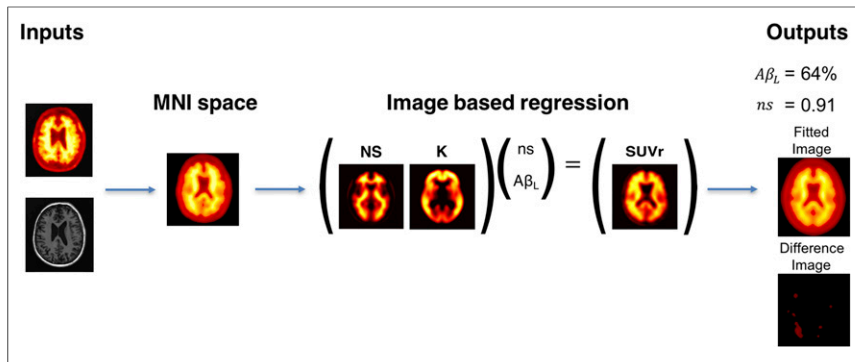 Inputs
MNI space
Image based regression
NS
K
ns
Aβ_L
=
SUVr
Outputs
Aβ_L = 64%
ns = 0.91
Fitted
Image
Difference
Image